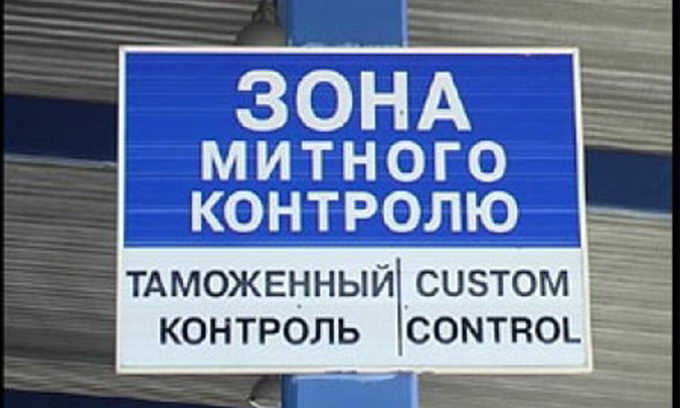 ЗОНА
МИТНОГО
КОНТРОЛЮ
ТАМОЖЕННЫЙ
КОНТРОЛЬ
CUSTOM
CONTROL